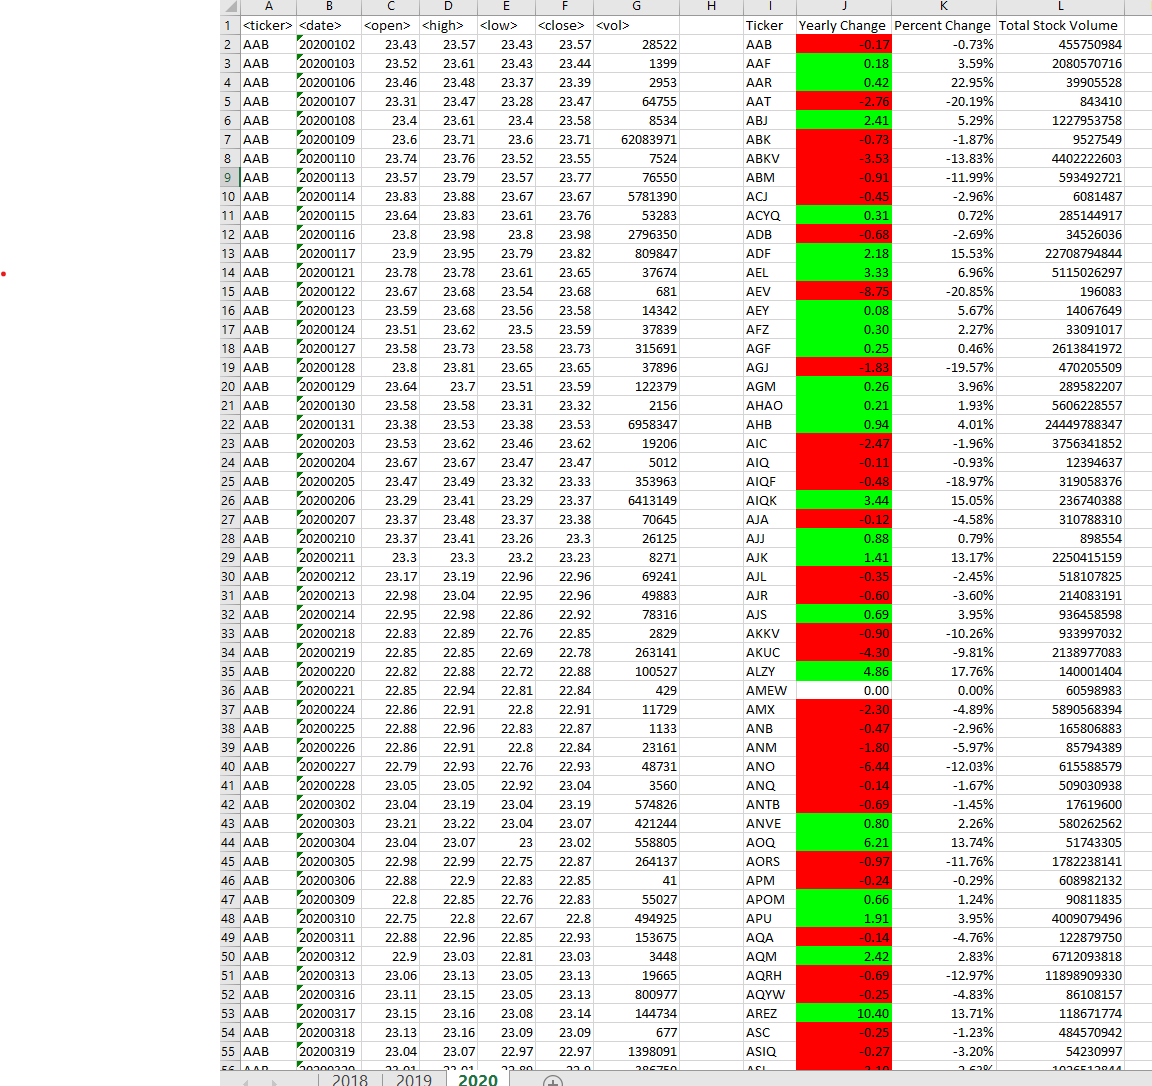 A B C D E F G H I J K L
1 <ticker> <date> <open> <high> <low> <close> <vol> Ticker Yearly Change Percent Change Total Stock Volume
2 AAB 20200102 23.43 23.57 23.43 23.57 28522 AAB -0.17 -0.73% 455750984
3 AAB 20200103 23.52 23.61 23.43 23.44 1399 AAF 0.18 3.59% 2080570716
4 AAB 20200106 23.46 23.48 23.37 23.39 2953 AAR 0.42 22.95% 39905528
5 AAB 20200107 23.31 23.47 23.28 23.47 64755 AAT -2.76 -20.19% 843410
6 AAB 20200108 23.4 23.61 23.4 23.58 8534 ABJ 2.41 5.29% 1227953758
7 AAB 20200109 23.6 23.71 23.6 23.71 62083971 ABK -0.73 -1.87% 9527549
8 AAB 20200110 23.74 23.76 23.52 23.55 7524 ABKV -3.53 -13.83% 4402222603
9 AAB 20200113 23.57 23.79 23.57 23.77 76550 ABM -0.91 -11.99% 593492721
10 AAB 20200114 23.83 23.88 23.67 23.67 5781390 ACJ -0.45 -2.96% 6081487
11 AAB 20200115 23.64 23.83 23.61 23.76 53283 ACYQ 0.31 0.72% 285144917
12 AAB 20200116 23.8 23.98 23.8 23.98 2796350 ADB -0.68 -2.69% 34526036
13 AAB 20200117 23.9 23.95 23.79 23.82 809847 ADF 2.18 15.53% 22708794844
14 AAB 20200121 23.78 23.78 23.61 23.65 37674 AEL 3.33 6.96% 5115026297
15 AAB 20200122 23.67 23.68 23.54 23.68 681 AEV -8.75 -20.85% 196083
16 AAB 20200123 23.59 23.68 23.56 23.58 14342 AEY 0.08 5.67% 14067649
17 AAB 20200124 23.51 23.62 23.5 23.59 37839 AFZ 0.30 2.27% 33091017
18 AAB 20200127 23.58 23.73 23.58 23.73 315691 AGF 0.25 0.46% 2613841972
19 AAB 20200128 23.8 23.81 23.65 23.65 37896 AGJ -1.83 -19.57% 470205509
20 AAB 20200129 23.64 23.7 23.51 23.59 122379 AGM 0.26 3.96% 289582207
21 AAB 20200130 23.58 23.58 23.31 23.32 2156 AHAO 0.21 1.93% 5606228557
22 AAB 20200131 23.38 23.53 23.38 23.53 6958347 AHB 0.94 4.01% 24449788347
23 AAB 20200203 23.53 23.62 23.46 23.62 19206 AIC -2.47 -1.96% 3756341852
24 AAB 20200204 23.67 23.67 23.47 23.47 5012 AIQ -0.11 -0.93% 12394637
25 AAB 20200205 23.47 23.49 23.32 23.33 353963 AIQF -0.48 -18.97% 319058376
26 AAB 20200206 23.29 23.41 23.29 23.37 6413149 AIQK 3.44 15.05% 236740388
27 AAB 20200207 23.37 23.48 23.37 23.38 70645 AJA -0.12 -4.58% 310788310
28 AAB 20200210 23.37 23.41 23.26 23.3 26125 AJJ 0.88 0.79% 898554
29 AAB 20200211 23.3 23.3 23.2 23.23 8271 AJK 1.41 13.17% 2250415159
30 AAB 20200212 23.17 23.19 22.96 22.96 69241 AJL -0.35 -2.45% 518107825
31 AAB 20200213 22.98 23.04 22.95 22.96 49883 AJR -0.60 -3.60% 214083191
32 AAB 20200214 22.95 22.98 22.86 22.92 78316 AJS 0.69 3.95% 936458598
33 AAB 20200218 22.83 22.89 22.76 22.85 2829 AKKV -0.90 -10.26% 933997032
34 AAB 20200219 22.85 22.85 22.69 22.78 263141 AKUC -4.30 -9.81% 2138977083
35 AAB 20200220 22.82 22.88 22.72 22.88 100527 ALZY 4.86 17.76% 140001404
36 AAB 20200221 22.85 22.94 22.81 22.84 429 AMEW 0.00 0.00% 60598983
37 AAB 20200224 22.86 22.91 22.8 22.91 11729 AMX -2.30 -4.89% 5890568394
38 AAB 20200225 22.88 22.96 22.83 22.87 1133 ANB -0.47 -2.96% 165806883
39 AAB 20200226 22.86 22.91 22.8 22.84 23161 ANM -1.80 -5.97% 85794389
40 AAB 20200227 22.79 22.93 22.76 22.93 48731 ANO -6.44 -12.03% 615588579
41 AAB 20200228 23.05 23.05 22.92 23.04 3560 ANQ -0.14 -1.67% 509030938
42 AAB 20200302 23.04 23.19 23.04 23.19 574826 ANTB -0.69 -1.45% 17619600
43 AAB 20200303 23.21 23.22 23.04 23.07 421244 ANVE 0.80 2.26% 580262562
44 AAB 20200304 23.04 23.07 23 23.02 558805 AOQ 6.21 13.74% 51743305
45 AAB 20200305 22.98 22.99 22.75 22.87 264137 AORS -0.97 -11.76% 1782238141
46 AAB 20200306 22.88 22.9 22.83 22.85 41 APM -0.24 -0.29% 608982132
47 AAB 20200309 22.8 22.85 22.76 22.83 55027 APOM 0.66 1.24% 90811835
48 AAB 20200310 22.75 22.8 22.67 22.8 494925 APU 1.91 3.95% 4009079496
49 AAB 20200311 22.88 22.96 22.85 22.93 153675 AQA -0.14 -4.76% 122879750
50 AAB 20200312 22.9 23.03 22.81 23.03 3448 AQM 2.42 2.83% 6712093818
51 AAB 20200313 23.06 23.13 23.05 23.13 19665 AQRH -0.69 -12.97% 11898909330
52 AAB 20200316 23.11 23.15 23.05 23.13 800977 AQYW -0.25 -4.83% 86108157
53 AAB 20200317 23.15 23.16 23.08 23.14 144734 AREZ 10.40 13.71% 118671774
54 AAB 20200318 23.13 23.16 23.09 23.09 677 ASC -0.25 -1.23% 484570942
55 AAB 20200319 23.04 23.07 22.97 22.97 1398091 ASIQ -0.27 -3.20% 54230997
2018 2019 2020